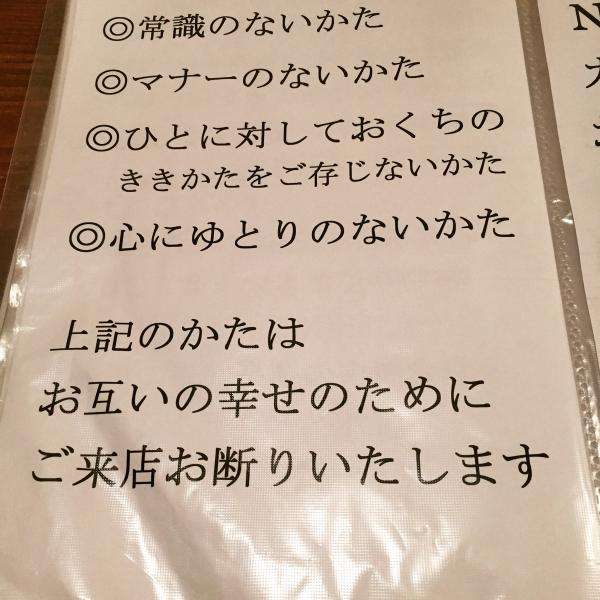 ◎常識のないかた
◎マナーのないかた
◎ひとに対しておくちの
ききかたをご存じないかた
◎心にゆとりのないかた
上記のかたは
お互いの幸せのために
ご来店お断りいたします
N